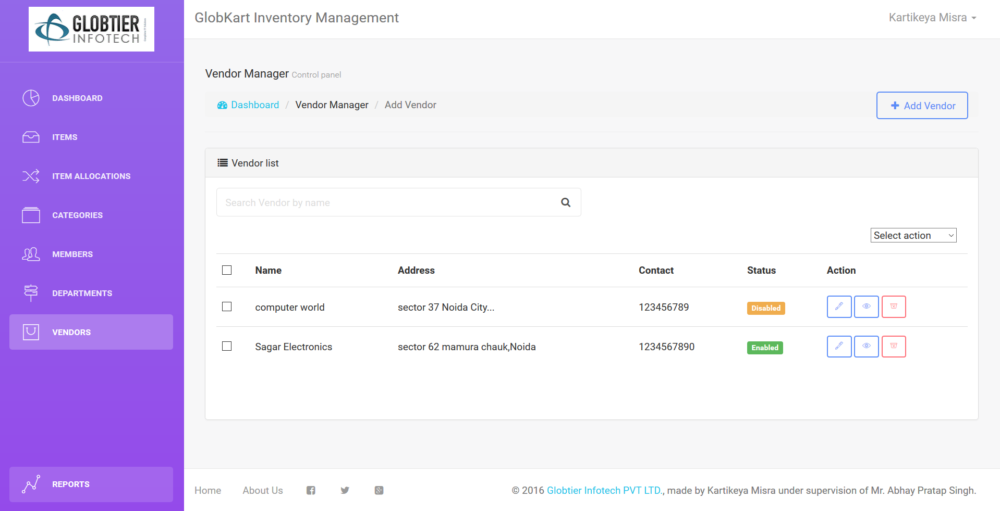 GLOBTIER
INFOTECH
Complete IT Solution
GlobKart Inventory Management
Kartikeya Misra
DASHBOARD
ITEMS
ITEM ALLOCATIONS
CATEGORIES
MEMBERS
DEPARTMENTS
VENDORS
REPORTS
Vendor Manager Control panel
Dashboard / Vendor Manager / Add Vendor
Add Vendor
Vendor list
Search Vendor by name
Select action
Name Address Contact Status Action
computer world sector 37 Noida City... 123456789 Disabled
Sagar Electronics sector 62 mamura chauk,Noida 1234567890 Enabled
Home About Us
© 2016 Globtier Infotech PVT LTD., made by Kartikeya Misra under supervision of Mr. Abhay Pratap Singh.